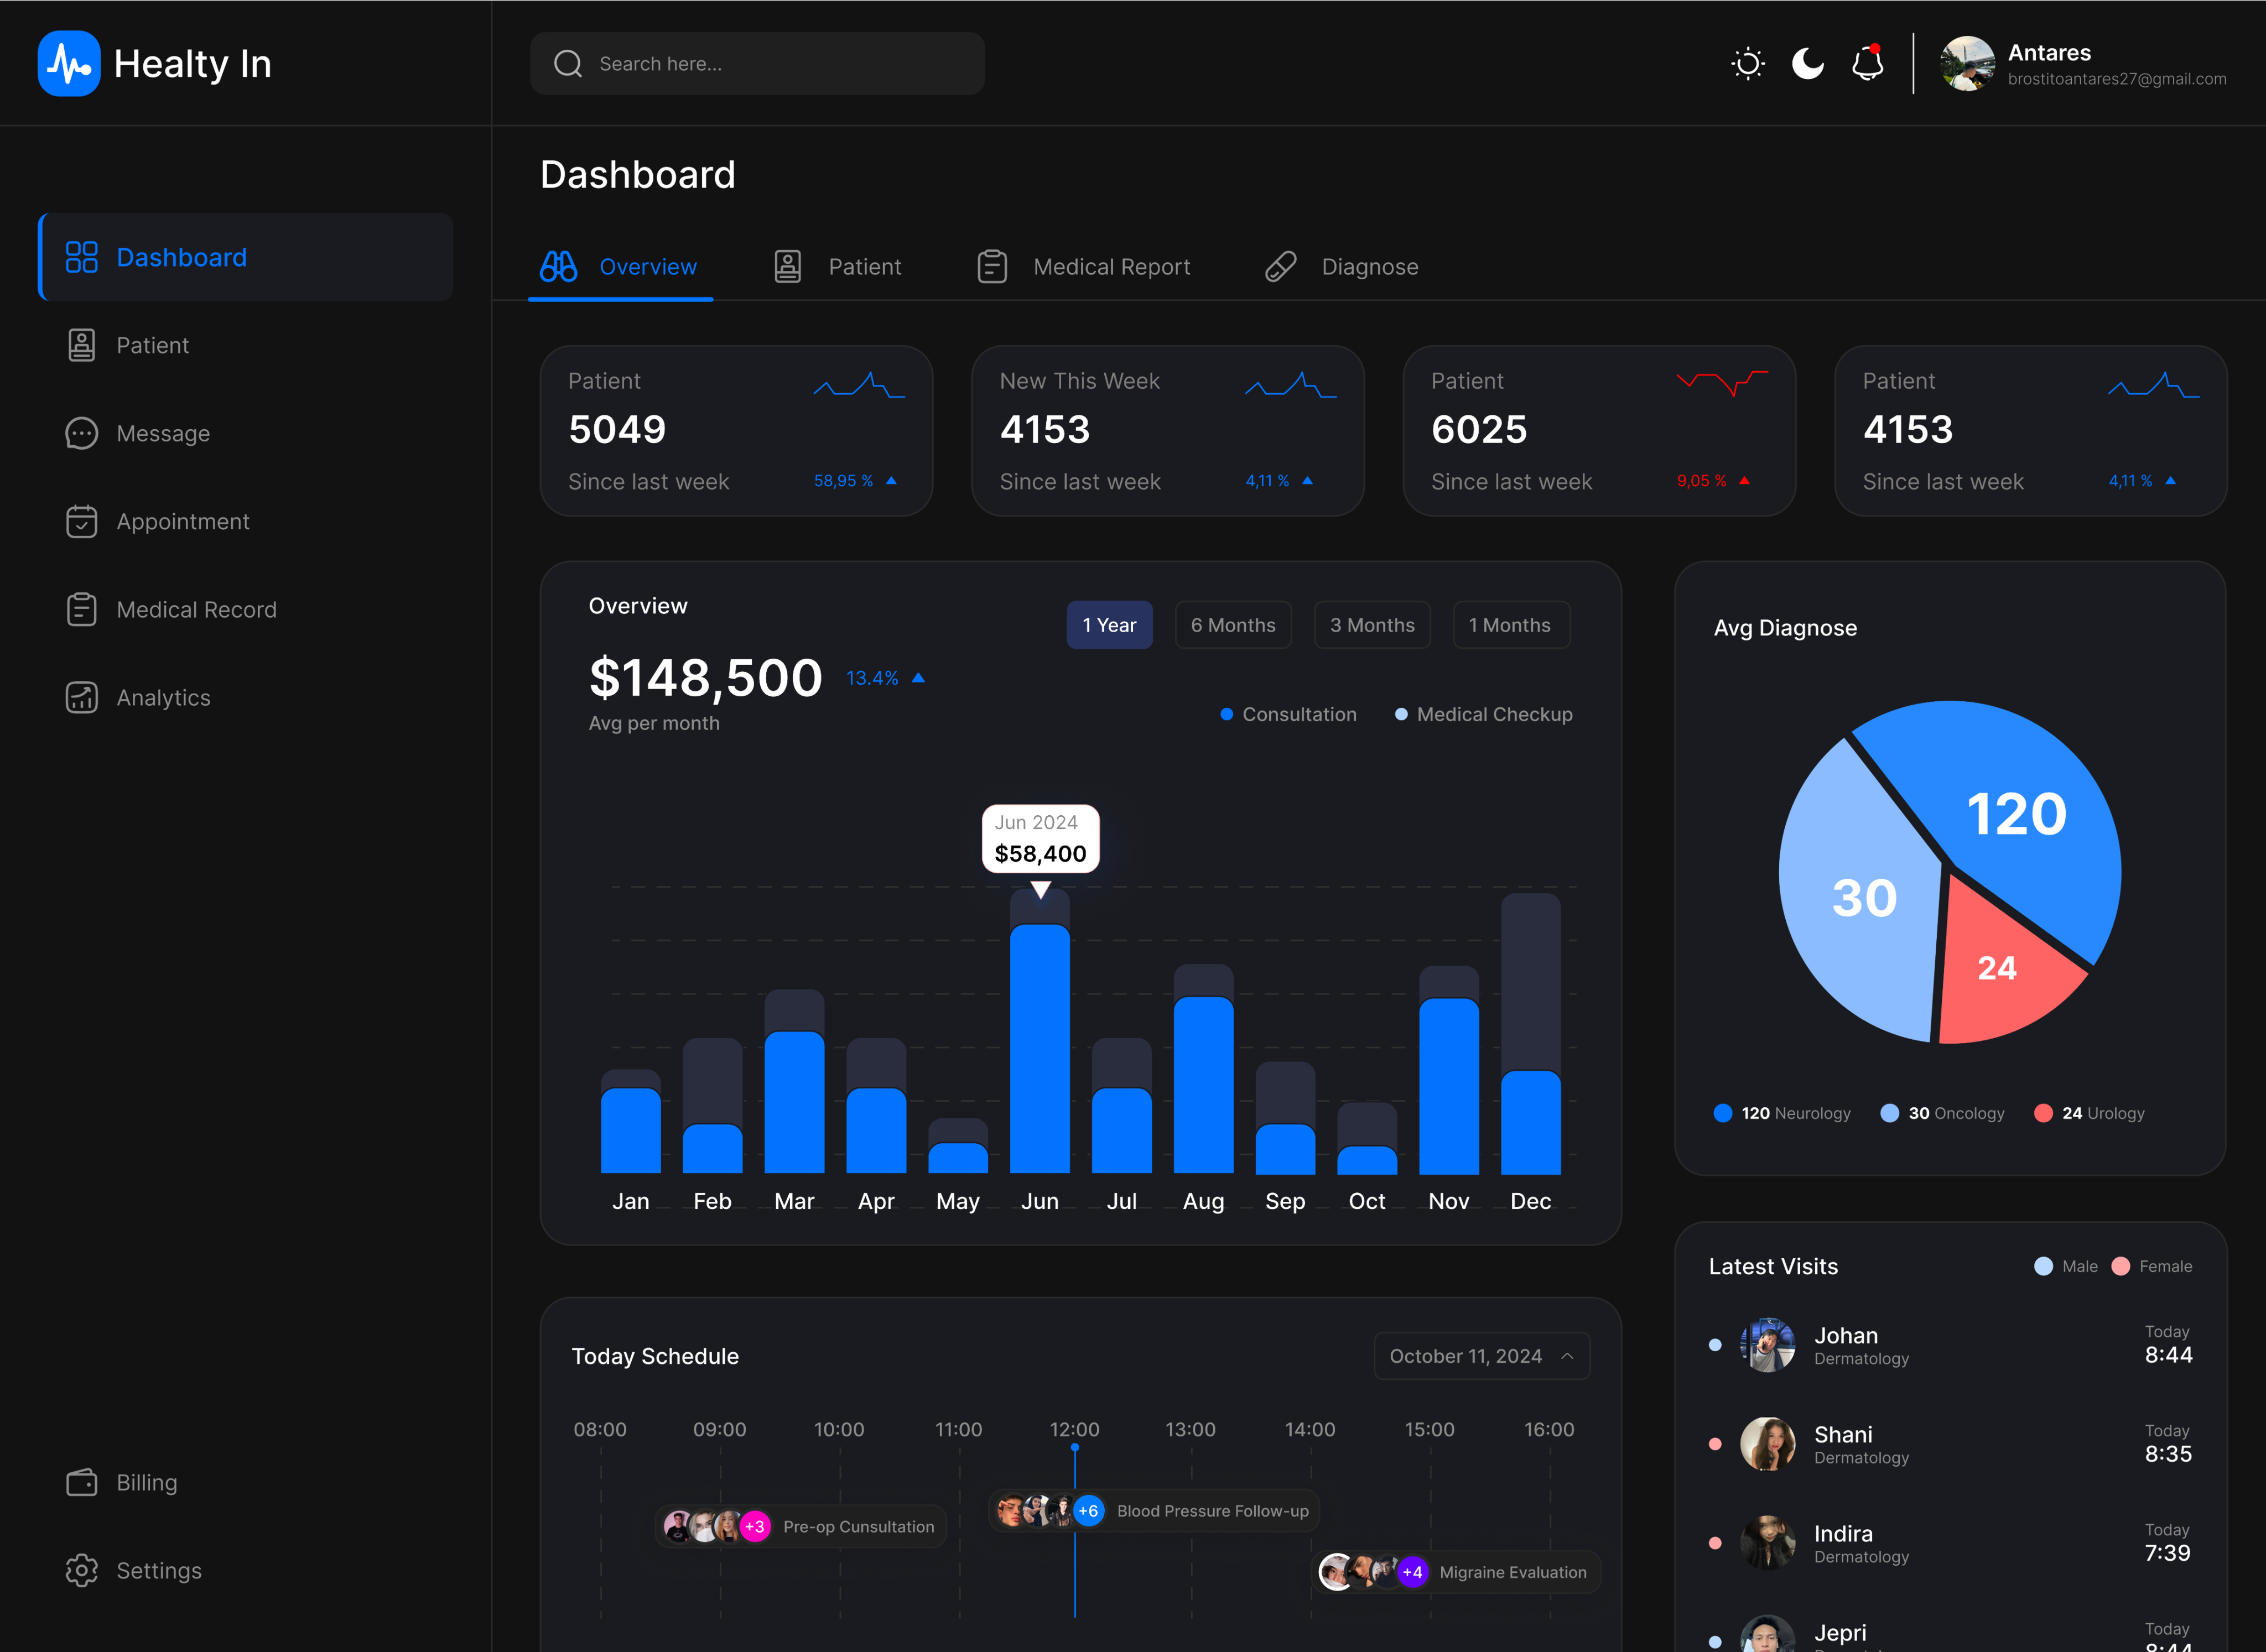 Healty In
Search here...
Antares
brostitoantares27@gmail.com
Dashboard
Patient
Message
Appointment
Medical Record
Analytics
Billing
Settings
Dashboard
Overview
Patient
Medical Report
Diagnose
Patient
5049
Since last week
58,95 %
New This Week
4153
Since last week
4,11 %
Patient
6025
Since last week
9,05 %
Patient
4153
Since last week
4,11 %
Overview
$148,500
13.4%
Avg per month
1 Year
6 Months
3 Months
1 Months
Consultation
Medical Checkup
Jun 2024
$58,400
Jan
Feb
Mar
Apr
May
Jun
Jul
Aug
Sep
Oct
Nov
Dec
Avg Diagnose
120
30
24
120 Neurology
30 Oncology
24 Urology
Today Schedule
October 11, 2024
08:00
09:00
10:00
11:00
12:00
13:00
14:00
15:00
16:00
+3
Pre-op Cunsultation
+6
Blood Pressure Follow-up
+4
Migraine Evaluation
Latest Visits
Male
Female
Johan
Dermatology
Today
8:44
Shani
Dermatology
Today
8:35
Indira
Dermatology
Today
7:39
Jepri
Today